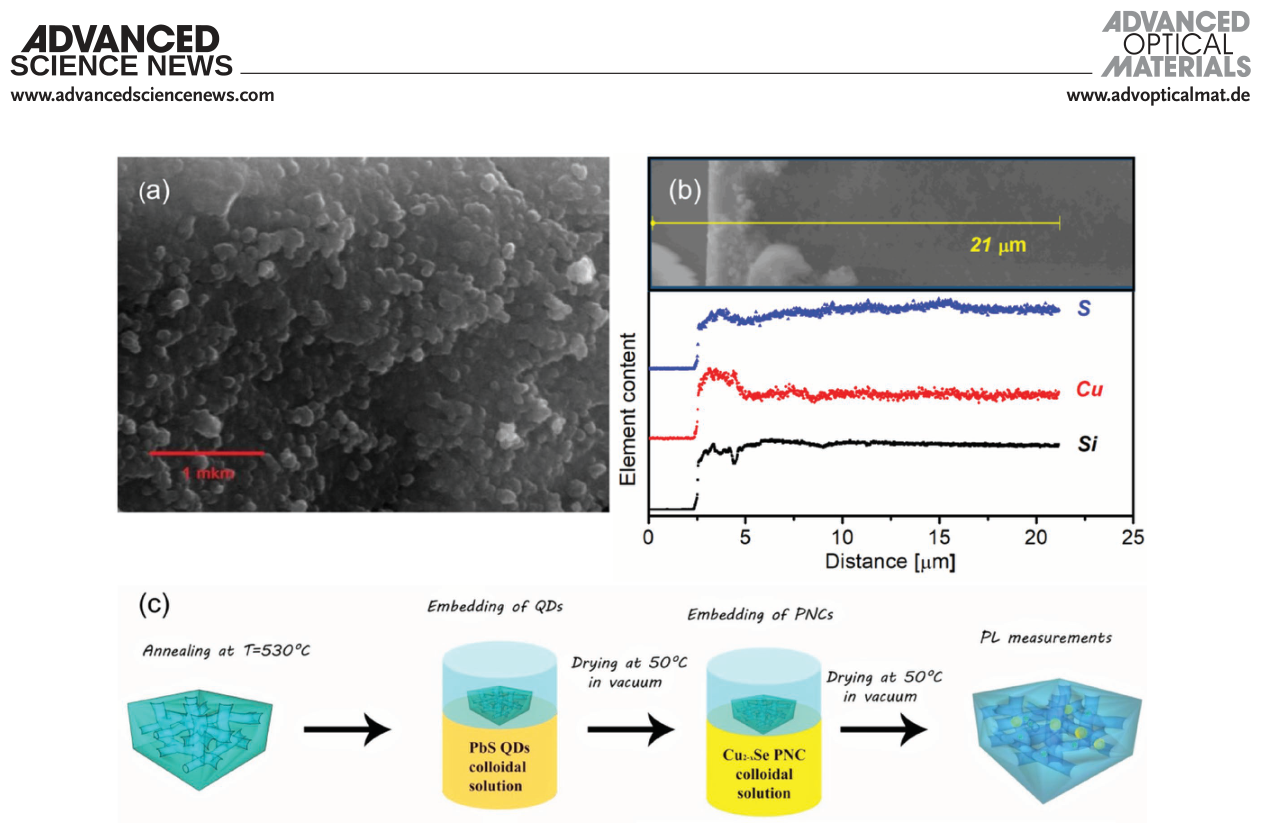 ADVANCED
SCIENCE NEWS
www.advancedsciencenews.com
ADVANCED
OPTICAL
MATERIALS
www.advopticalmat.de
(a)
1 mkm
(b)
21 μm
S
Cu
Si
Element content
0 5 10 15 20 25
Distance [μm]
(c)
Annealing at T=530°C
Embedding of QDs
PbS QDs
colloidal
solution
Drying at 50°C
in vacuum
Embedding of PNCs
Cu₂₋ₓSe PNC
colloidal
solution
Drying at 50°C
in vacuum
PL measurements